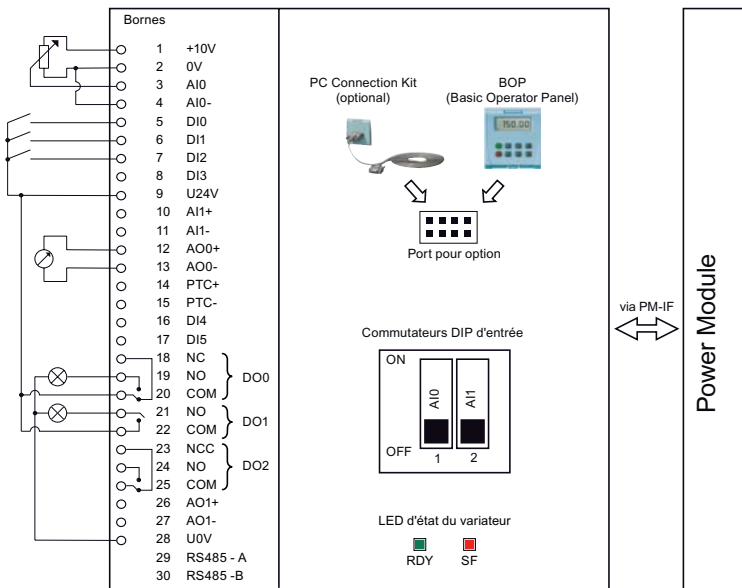 Bornes
1 +10V
2 0V
3 AI0
4 AI0-
5 DI0
6 DI1
7 DI2
8 DI3
9 U24V
10 AI1+
11 AI1-
12 AO0+
13 AO0-
14 PTC+
15 PTC-
16 DI4
17 DI5
18 NC
19 NO
20 COM
DO0
21 NO
22 COM
DO1
23 NCC
24 NO
25 COM
DO2
26 AO1+
27 AO1-
28 U0V
29 RS485 - A
30 RS485 -B
PC Connection Kit
(optional)
BOP
(Basic Operator Panel)
150.00
Port pour option
Commutateurs DIP d'entrée
ON
AI0
AI1
OFF
1 2
LED d'état du variateur
RDY SF
via PM-IF
Power Module